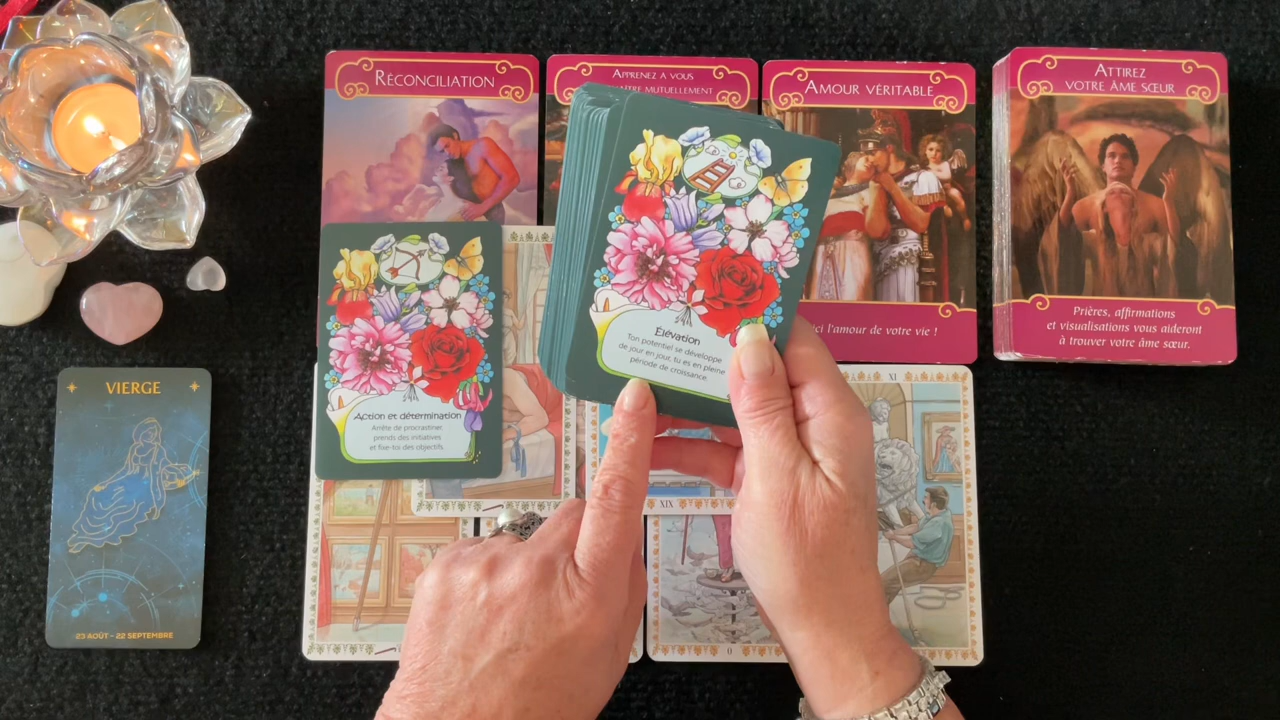 RÉCONCILIATION
APPRENEZ À VOUS
MUTUELLEMENT
AMOUR VÉRITABLE
ATTIREZ
VOTRE ÂME SŒUR
l'amour de votre vie !
Prières, affirmations
et visualisations vous aideront
à trouver votre âme sœur.
Élévation
Ton potentiel se développe
de jour en jour, tu es en pleine
période de croissance.
Action et détermination
Arrête de procrastiner
prends des initiatives
et fixe-toi des objectifs
VIERGE
23 AOÛT - 22 SEPTEMBRE
XI
XIX
0